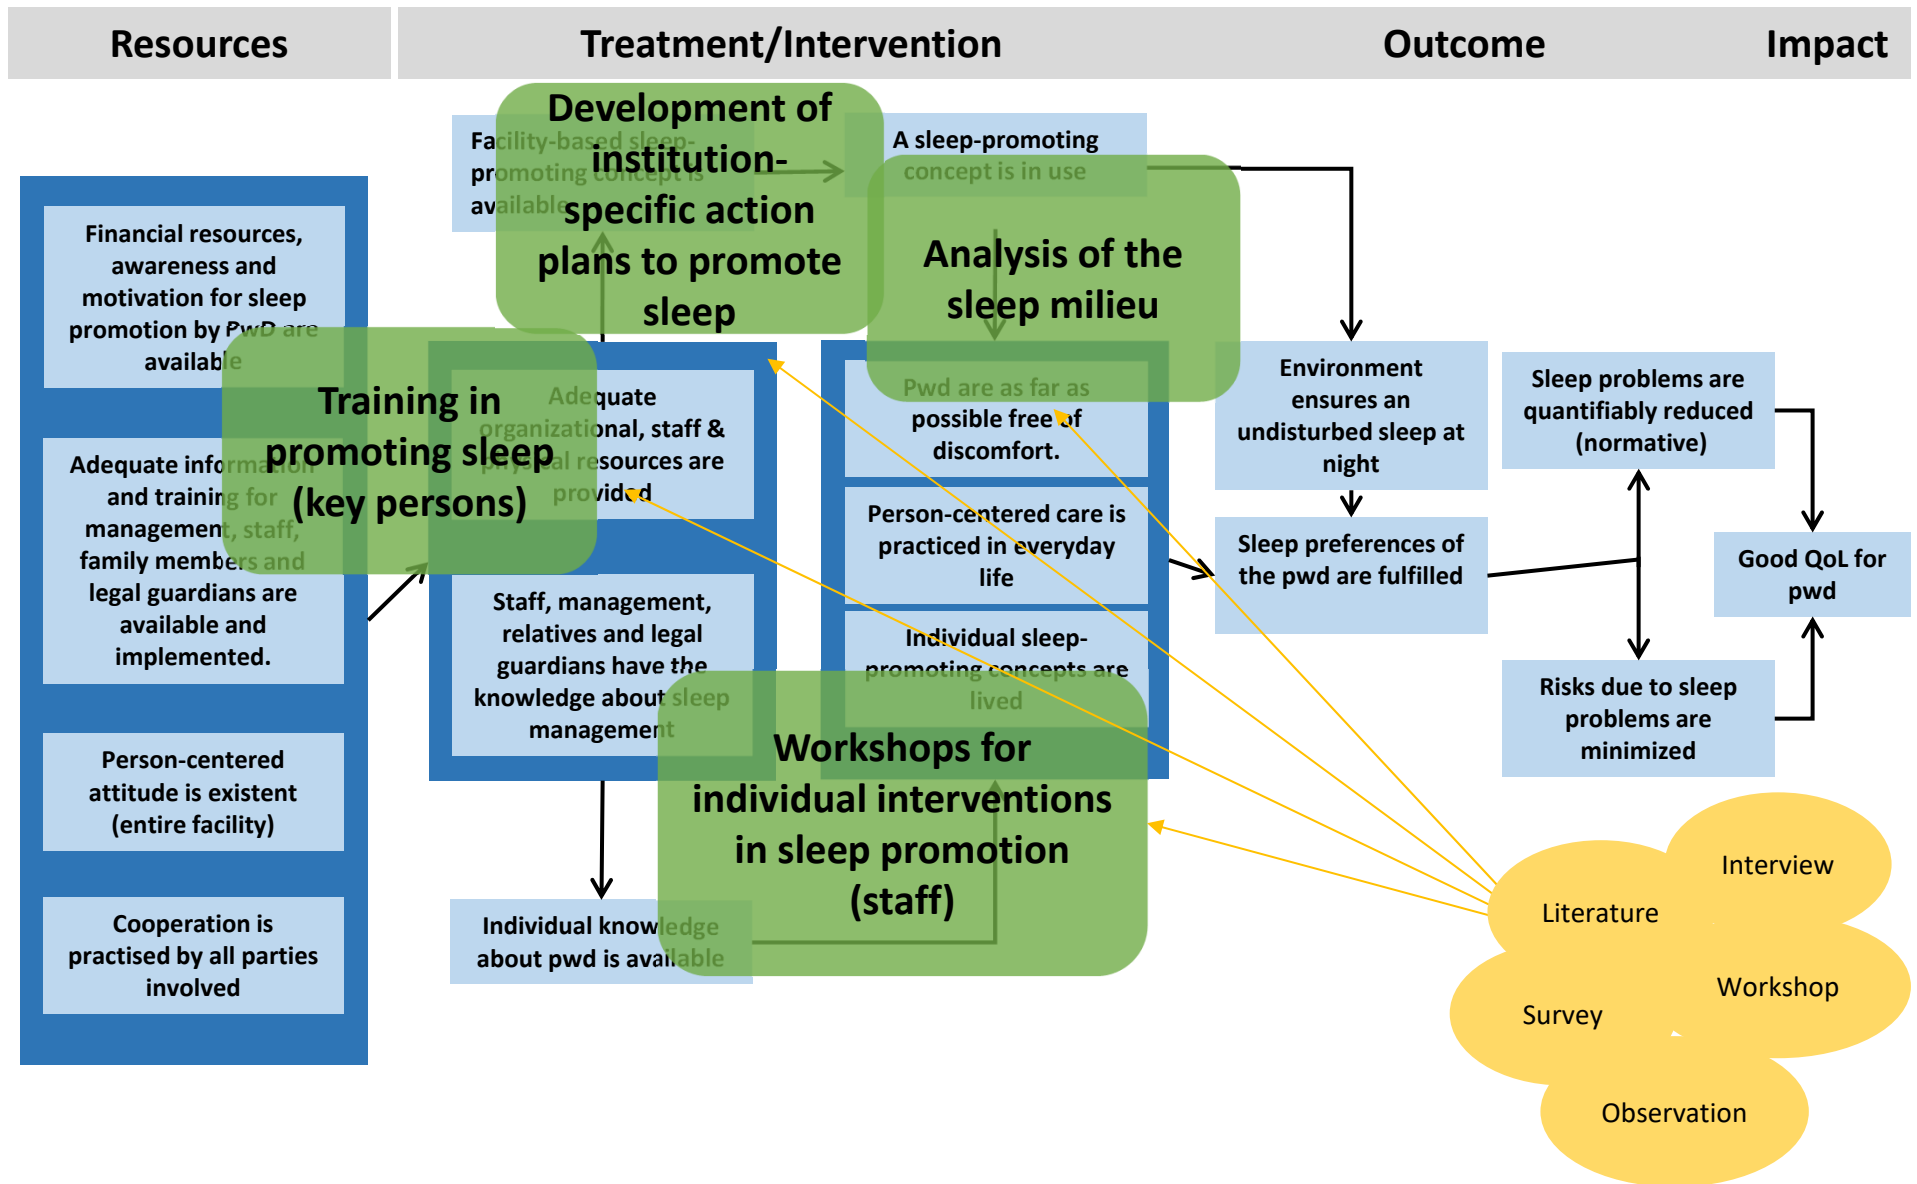 Resources
Treatment/Intervention
Outcome
Impact
Financial resources,
awareness and
motivation for sleep
promotion by PwD are
available
Adequate information
and training for
management, staff,
family members and
legal guardians are
available and
implemented.
Person-centered
attitude is existent
(entire facility)
Cooperation is
practised by all parties
involved
Training in
promoting sleep
(key persons)
Facility-based sleep-
promoting concept is
available
Development of
institution-
specific action
plans to promote
sleep
A sleep-promoting
concept is in use
Analysis of the
sleep milieu
Adequate
organizational, staff &
physical resources are
provided
Staff, management,
relatives and legal
guardians have the
knowledge about sleep
management
Individual knowledge
about pwd is available
Pwd are as far as
possible free of
discomfort.
Person-centered care is
practiced in everyday
life
Individual sleep-
promoting concepts are
lived
Workshops for
individual interventions
in sleep promotion
(staff)
Environment
ensures an
undisturbed sleep at
night
Sleep preferences of
the pwd are fulfilled
Sleep problems are
quantifiably reduced
(normative)
Risks due to sleep
problems are
minimized
Good QoL for
pwd
Interview
Literature
Workshop
Survey
Observation